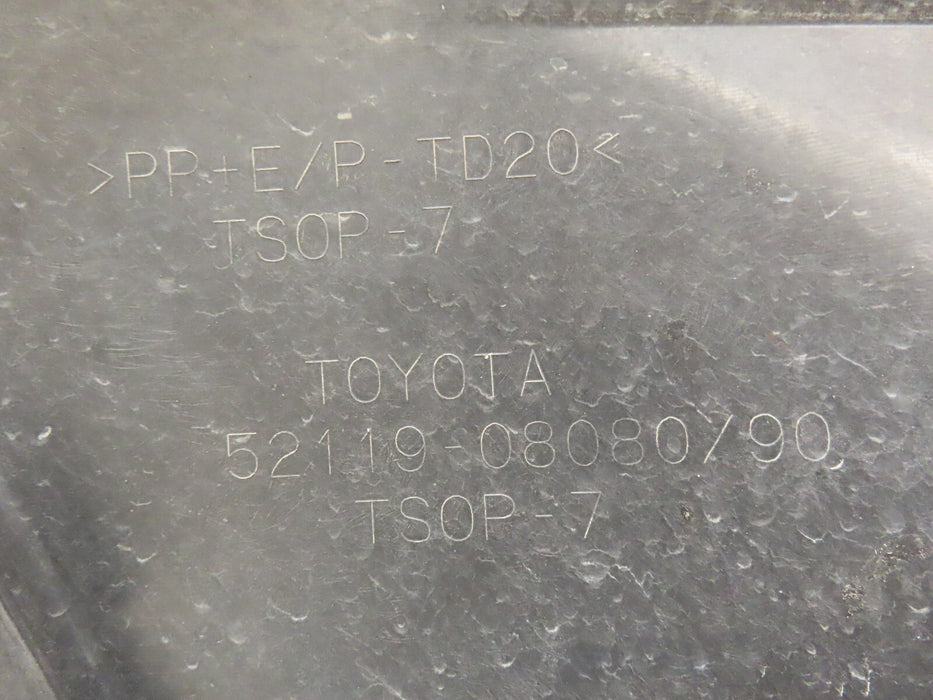 >PP+E/P-TD20<
TSOP-7
TOYOTA
52119-08080/90
TSOP-7